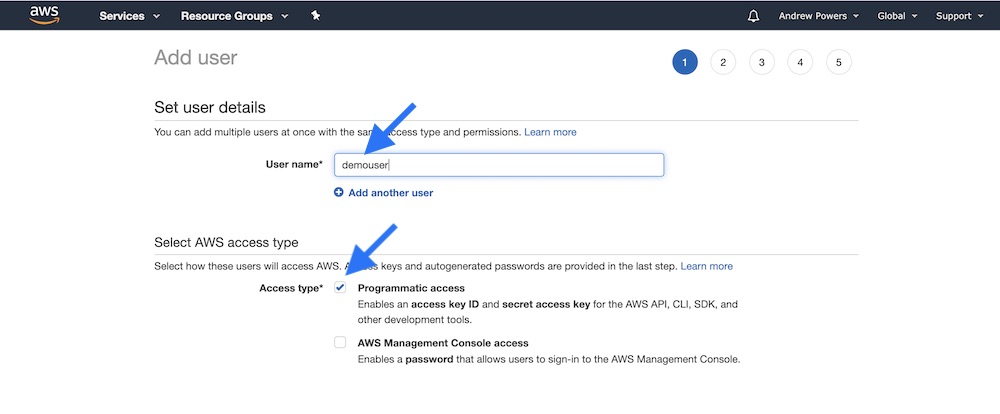 aws Services Resource Groups Andrew Powers Global Support
Add user
1 2 3 4 5
Set user details
You can add multiple users at once with the same access type and permissions. Learn more
User name* demouser
Add another user
Select AWS access type
Select how these users will access AWS. Access keys and autogenerated passwords are provided in the last step. Learn more
Access type* Programmatic access
Enables an access key ID and secret access key for the AWS API, CLI, SDK, and
other development tools.
AWS Management Console access
Enables a password that allows users to sign-in to the AWS Management Console.